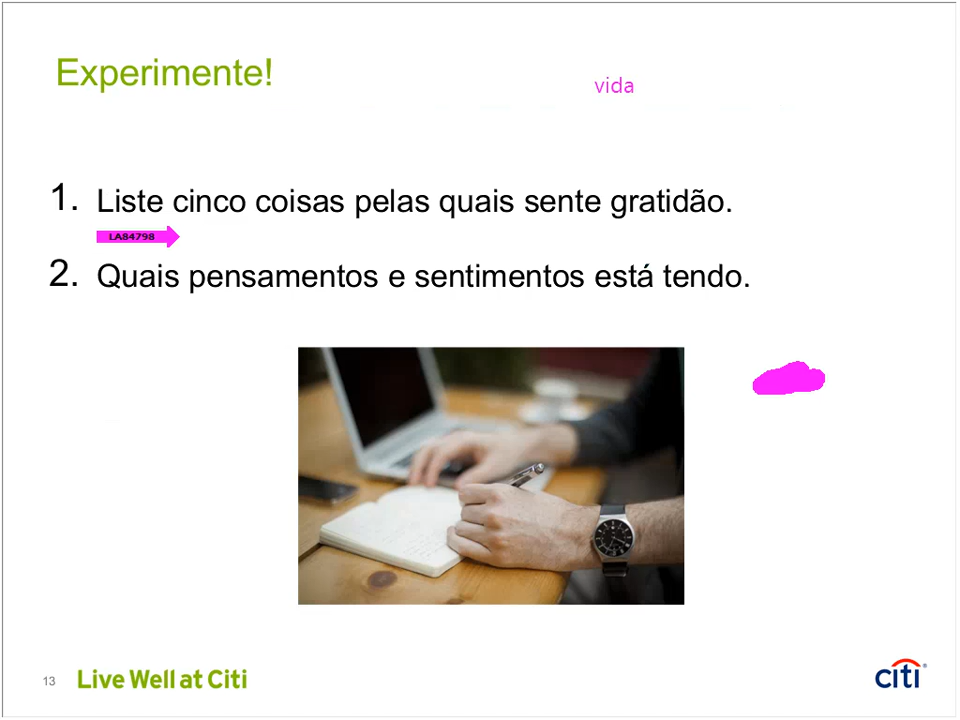 Experimente!
vida
1. Liste cinco coisas pelas quais sente gratidão.
LA84798
2. Quais pensamentos e sentimentos está tendo.
13 Live Well at Citi
citi®